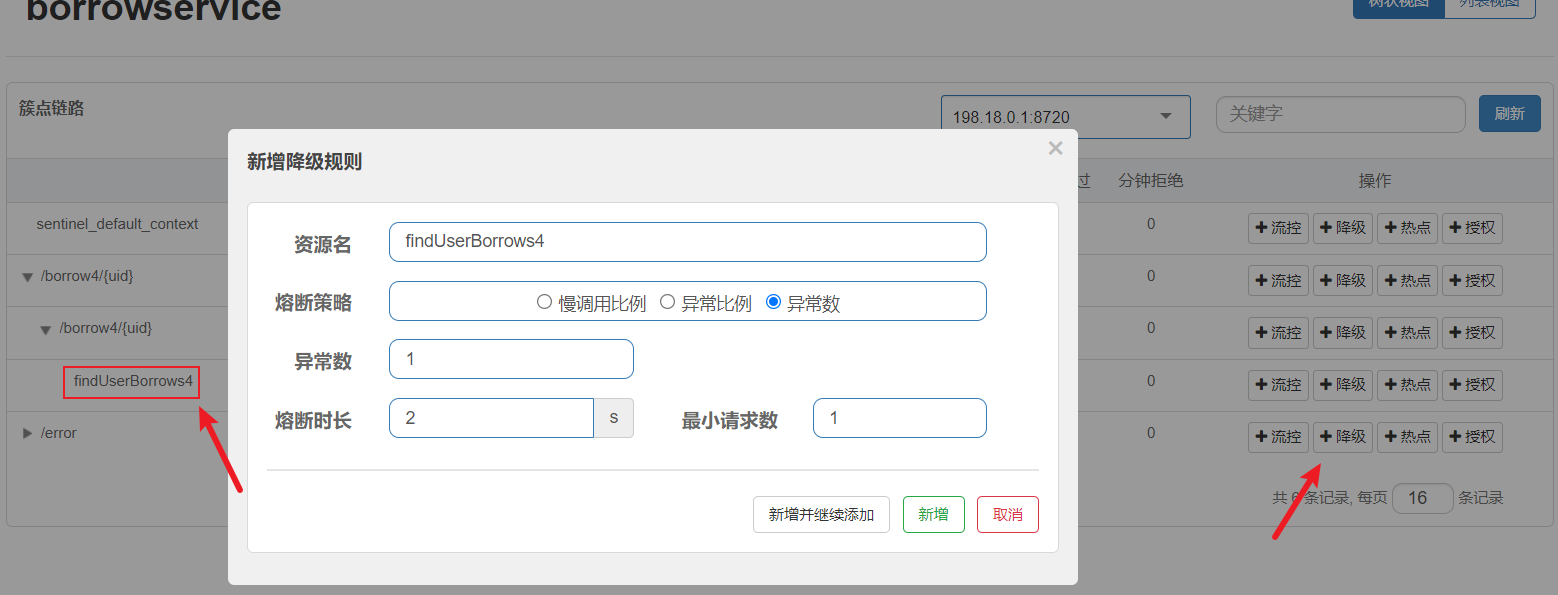 borrowservice
树状视图 列表视图
簇点链路
198.18.0.1:8720
关键字
刷新
新增降级规则
×
过
分钟拒绝
操作
资源名
findUserBorrows4
sentinel_default_context
0
+流控 +降级 +热点 +授权
/borrow4/{uid}
0
+流控 +降级 +热点 +授权
熔断策略
慢调用比例 异常比例 异常数
/borrow4/{uid}
0
+流控 +降级 +热点 +授权
异常数
1
findUserBorrows4
0
+流控 +降级 +热点 +授权
熔断时长
2
s
最小请求数
1
/error
0
+流控 +降级 +热点 +授权
共 6 条记录, 每页 16 条记录
新增并继续添加 新增 取消